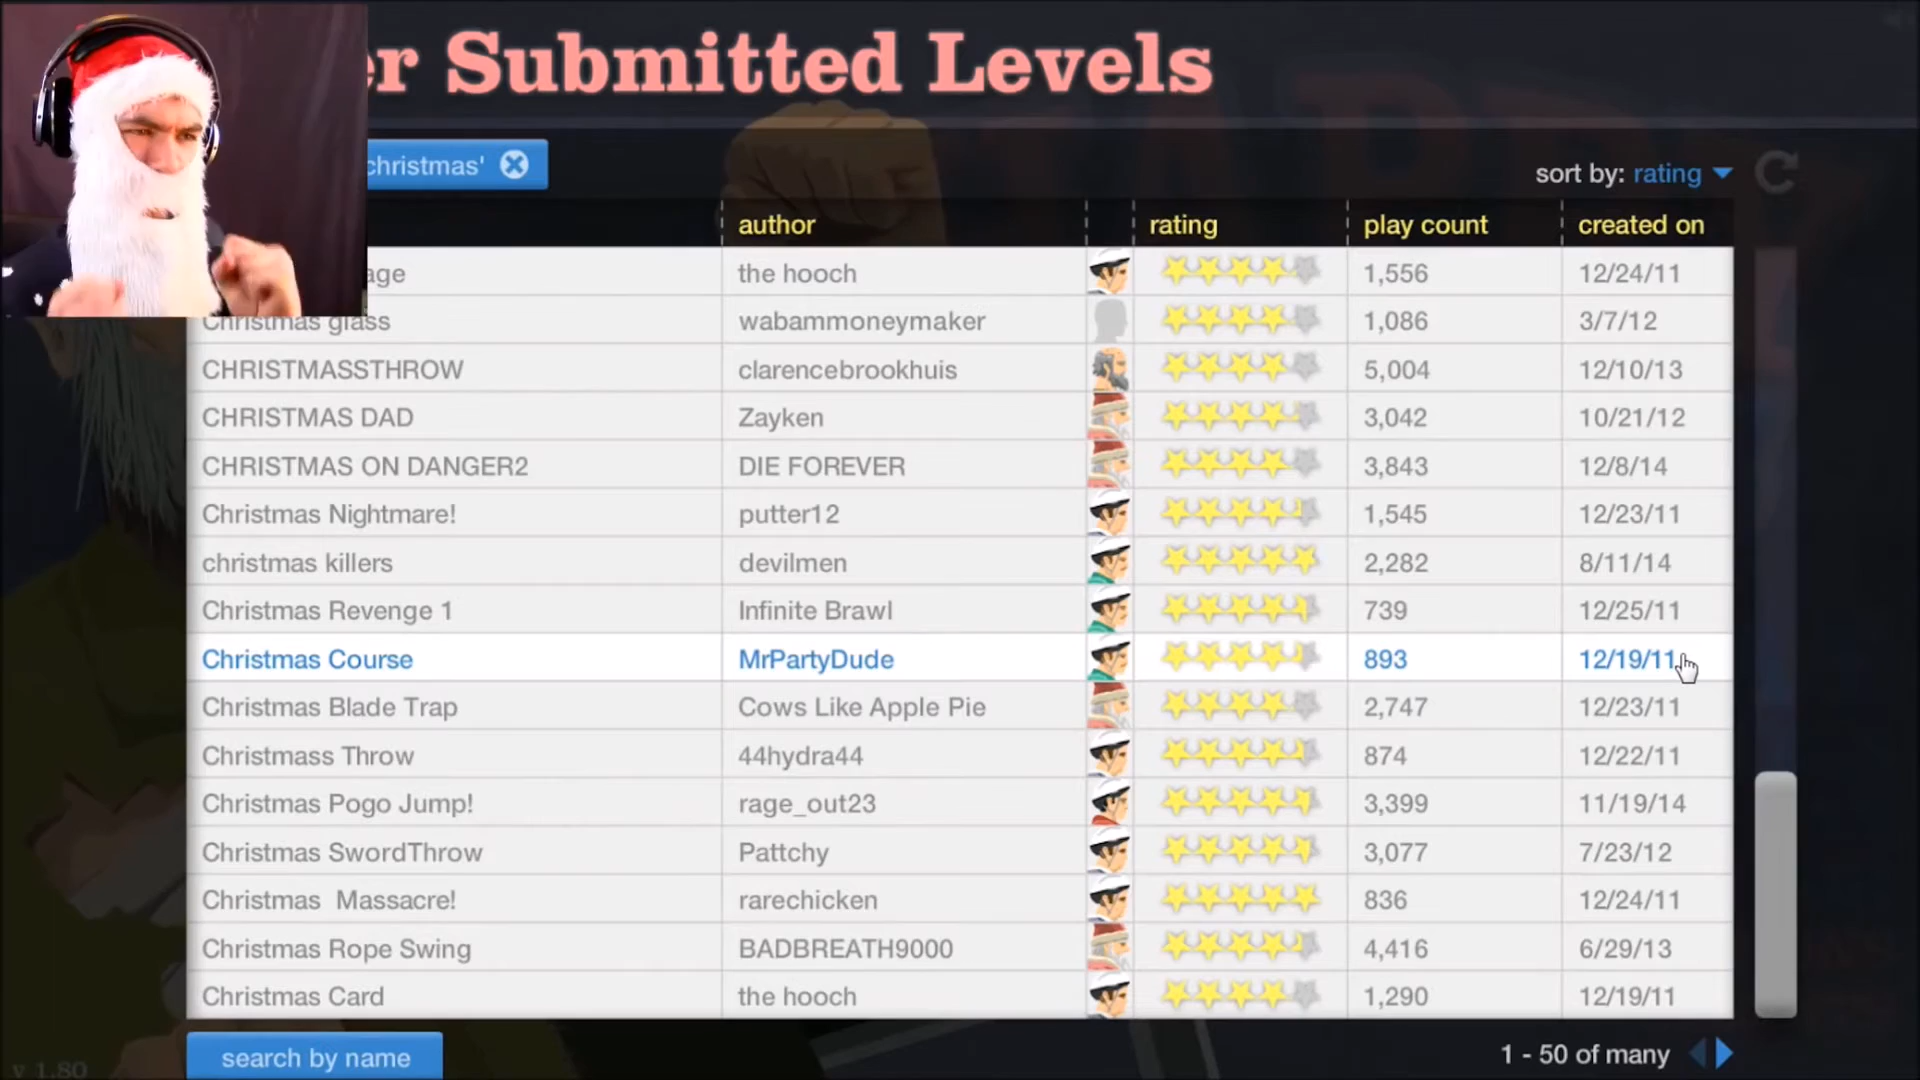 er Submitted Levels
christmas'
sort by: rating
author rating play count created on
age the hooch 1,556 12/24/11
Christmas glass wabammoneymaker 1,086 3/7/12
CHRISTMASSTHROW clarencebrookhuis 5,004 12/10/13
CHRISTMAS DAD Zayken 3,042 10/21/12
CHRISTMAS ON DANGER2 DIE FOREVER 3,843 12/8/14
Christmas Nightmare! putter12 1,545 12/23/11
christmas killers devilmen 2,282 8/11/14
Christmas Revenge 1 Infinite Brawl 739 12/25/11
Christmas Course MrPartyDude 893 12/19/11
Christmas Blade Trap Cows Like Apple Pie 2,747 12/23/11
Christmass Throw 44hydra44 874 12/22/11
Christmas Pogo Jump! rage_out23 3,399 11/19/14
Christmas SwordThrow Pattchy 3,077 7/23/12
Christmas  Massacre! rarechicken 836 12/24/11
Christmas Rope Swing BADBREATH9000 4,416 6/29/13
Christmas Card the hooch 1,290 12/19/11
search by name
1 - 50 of many
v 1.80